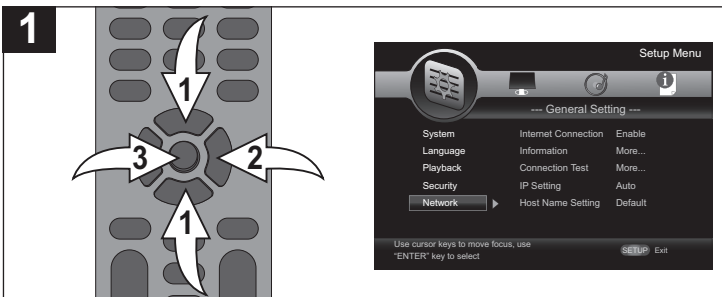 1
1
3
2
1
Setup Menu
--- General Setting ---
System Internet Connection Enable
Language Information More...
Playback Connection Test More...
Security IP Setting Auto
Network Host Name Setting Default
Use cursor keys to move focus, use
"ENTER" key to select
SETUP Exit